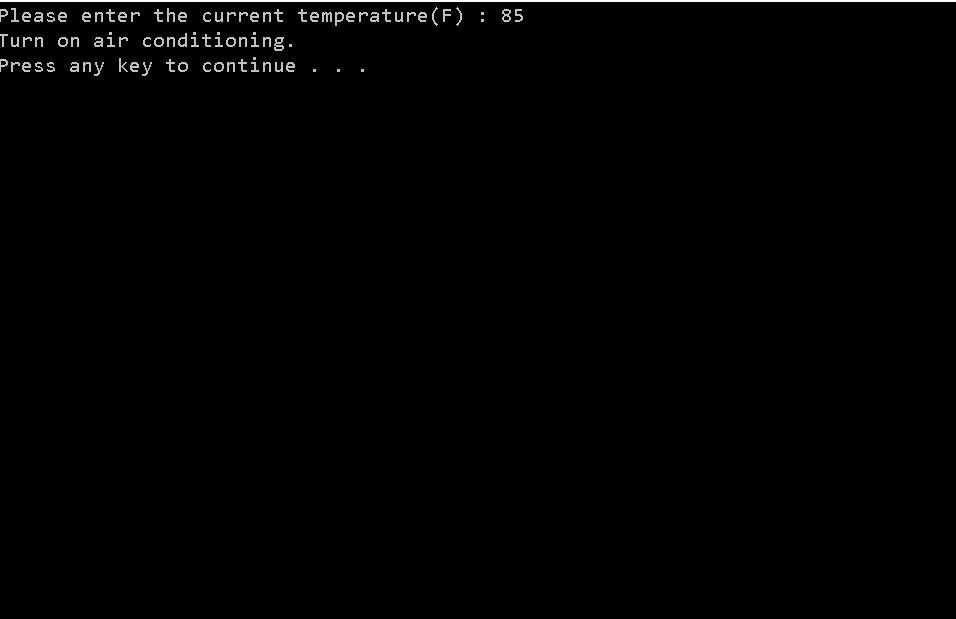 Please enter the current temperature(F) : 85
Turn on air conditioning.
Press any key to continue . . .